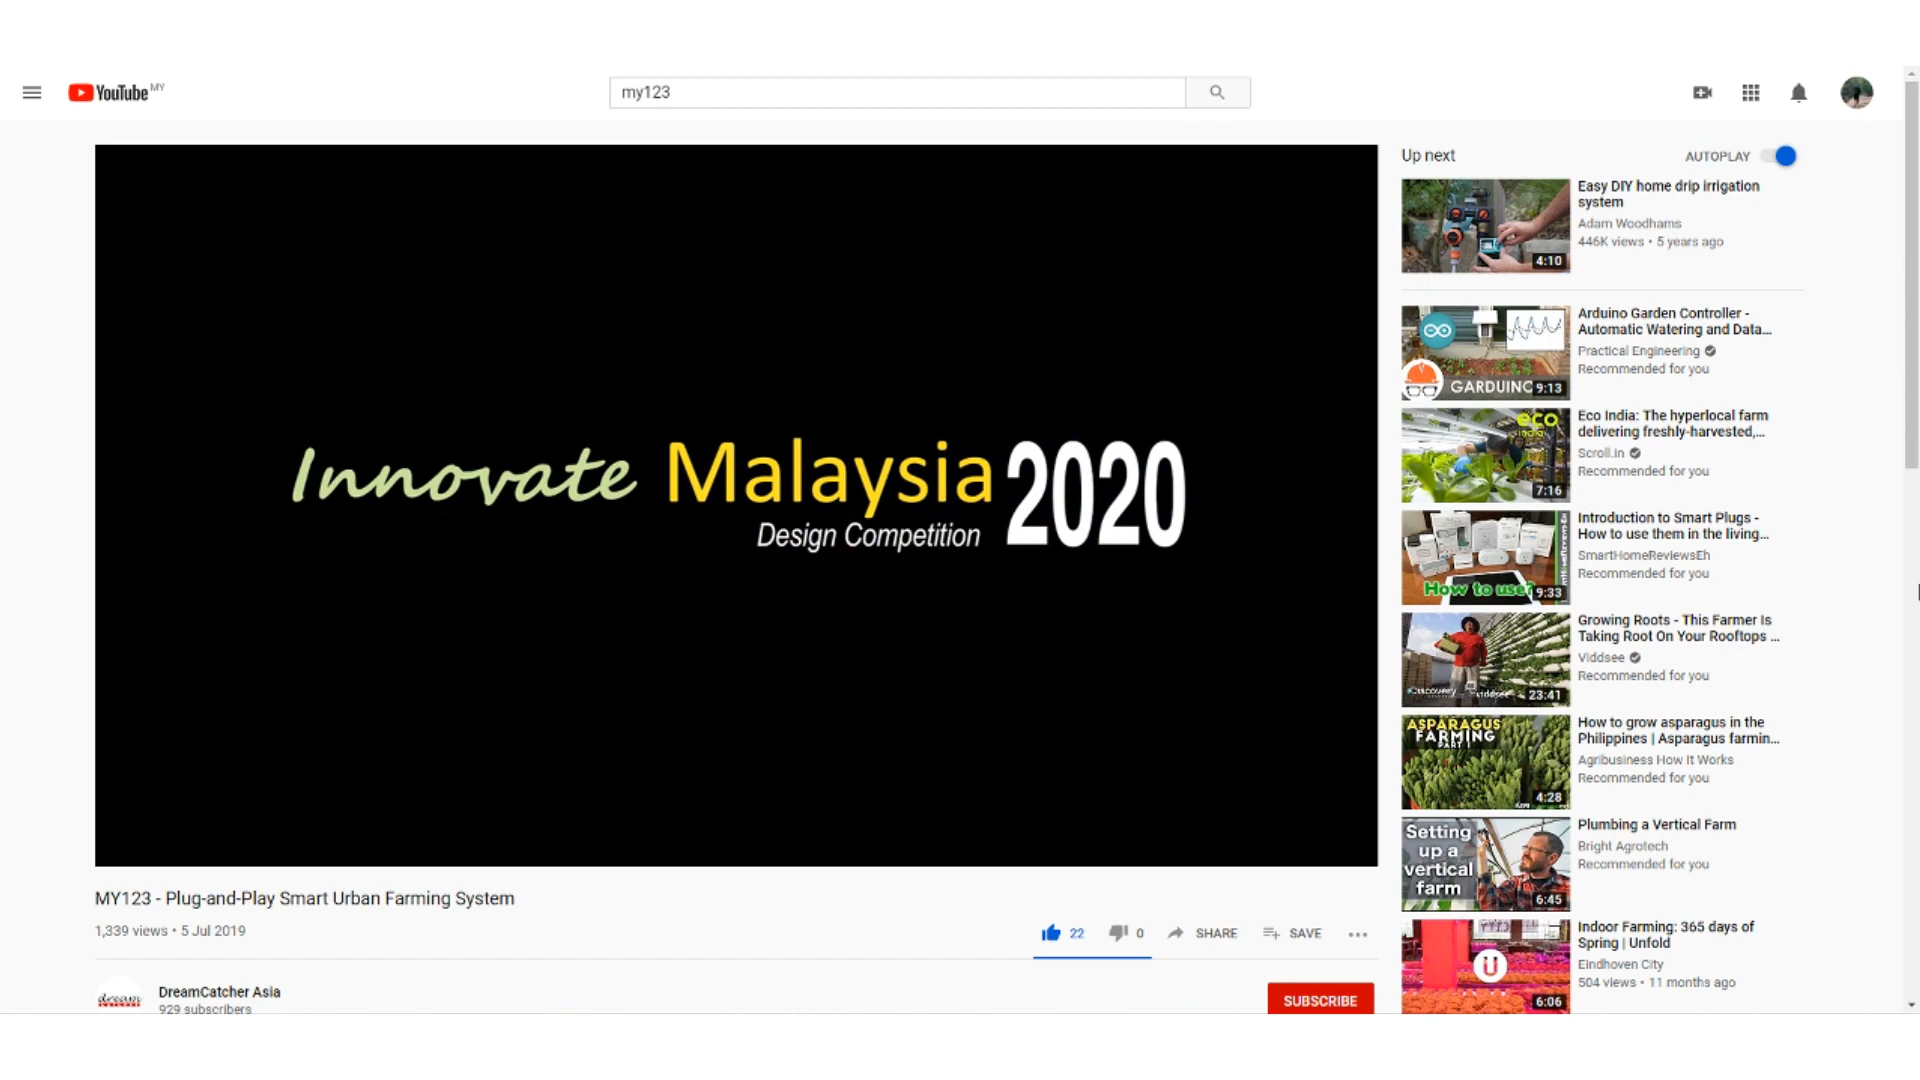 YouTube MY
my123
Innovate Malaysia 2020
Design Competition
MY123 - Plug-and-Play Smart Urban Farming System
1,339 views • 5 Jul 2019
22
0
SHARE
SAVE
dream
DreamCatcher Asia
929 subscribers
SUBSCRIBE
Up next
AUTOPLAY
4:10
Easy DIY home drip irrigation
system
Adam Woodhams
446K views • 5 years ago
GARDUINO
9:13
Arduino Garden Controller -
Automatic Watering and Data...
Practical Engineering
Recommended for you
eco
india
7:16
Eco India: The hyperlocal farm
delivering freshly-harvested,...
Scroll.in
Recommended for you
How to use?
9:33
Introduction to Smart Plugs -
How to use them in the living...
SmartHomeReviewsEh
Recommended for you
Discovery
viddsee
23:41
Growing Roots - This Farmer Is
Taking Root On Your Rooftops ...
Viddsee
Recommended for you
ASPARAGUS
FARMING
PART 1
4:28
How to grow asparagus in the
Philippines | Asparagus farmin...
Agribusiness How It Works
Recommended for you
Setting
up a
vertical
farm
6:45
Plumbing a Vertical Farm
Bright Agrotech
Recommended for you
U
6:06
Indoor Farming: 365 days of
Spring | Unfold
Eindhoven City
504 views • 11 months ago